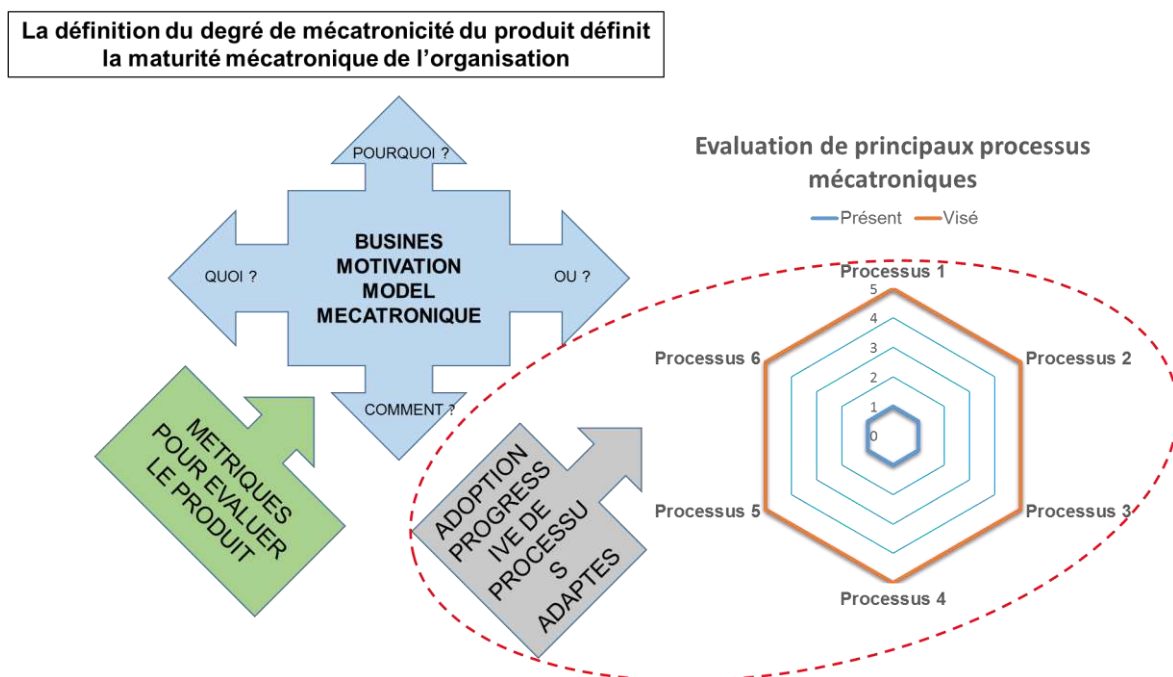 La définition du degré de mécatronicité du produit définit
la maturité mécatronique de l'organisation
POURQUOI ?
QUOI ?
BUSINES
MOTIVATION
MODEL
MECATRONIQUE
OU ?
COMMENT ?
METRIQUES
POUR EVALUER
LE PRODUIT
ADOPTION
PROGRESS
IVE DE
PROCESSU
S
ADAPTES
Evaluation de principaux processus
mécatroniques
Présent Visé
Processus 1
5
4
3
2
1
0
Processus 6
Processus 2
Processus 5
Processus 3
Processus 4